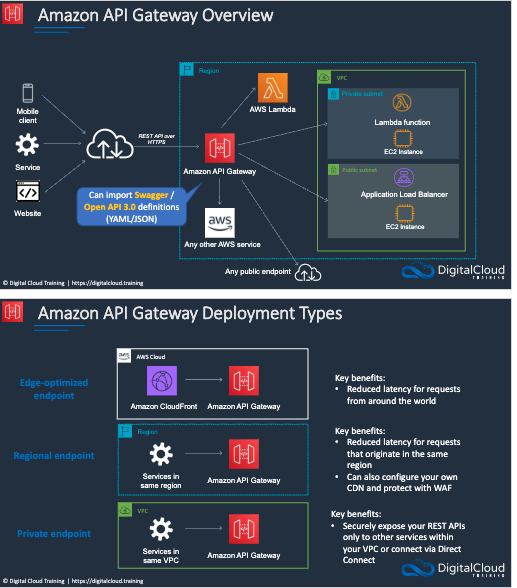 Amazon API Gateway Overview
Region
VPC
Private subnet
Mobile
client
AWS Lambda
Lambda function
REST API over
HTTPS
EC2 Instance
Service
Amazon API Gateway
Public subnet
Can import Swagger /
Open API 3.0 definitions
(YAML/JSON)
Application Load Balancer
Website
aws
EC2 Instance
Any other AWS service
Any public endpoint
DigitalCloud
TRAINING
© Digital Cloud Training | https://digitalcloud.training
Amazon API Gateway Deployment Types
aws
AWS Cloud
Edge-optimized
endpoint
Amazon CloudFront
Amazon API Gateway
Key benefits:
• Reduced latency for requests
from around the world
Region
Regional endpoint
Services in
same region
Amazon API Gateway
Key benefits:
• Reduced latency for requests
that originate in the same
region
• Can also configure your own
CDN and protect with WAF
VPC
Private endpoint
Services in
same VPC
Amazon API Gateway
Key benefits:
• Securely expose your REST APIs
only to other services within
your VPC or connect via Direct
Connect
DigitalCloud
TRAINING
© Digital Cloud Training | https://digitalcloud.training